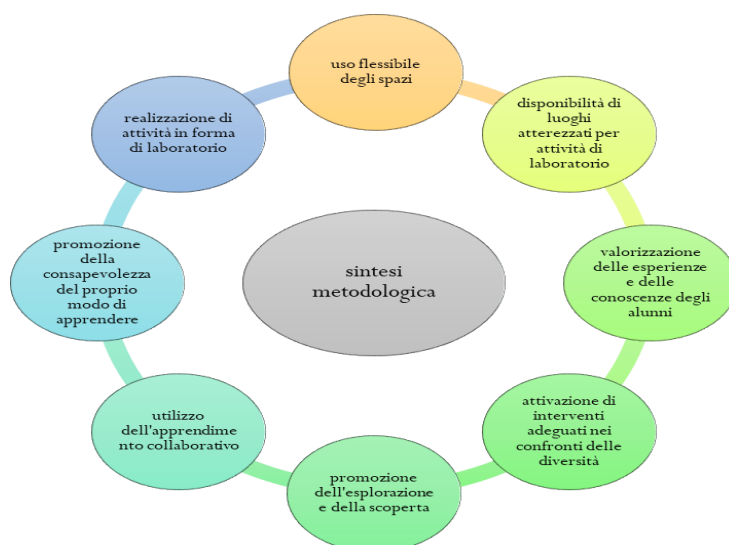 uso flessibile
degli spazi
disponibilità di
luoghi
atterezzati per
attività di
laboratorio
valorizzazione
delle esperienze
e delle
conoscenze degli
alunni
attivazione di
interventi
adeguati nei
confronti delle
diversità
promozione
dell'esplorazione
e della scoperta
utilizzo
dell'apprendime
nto collaborativo
promozione
della
consapevolezza
del proprio
modo di
apprendere
realizzazione di
attività in forma
di laboratorio
sintesi
metodologica